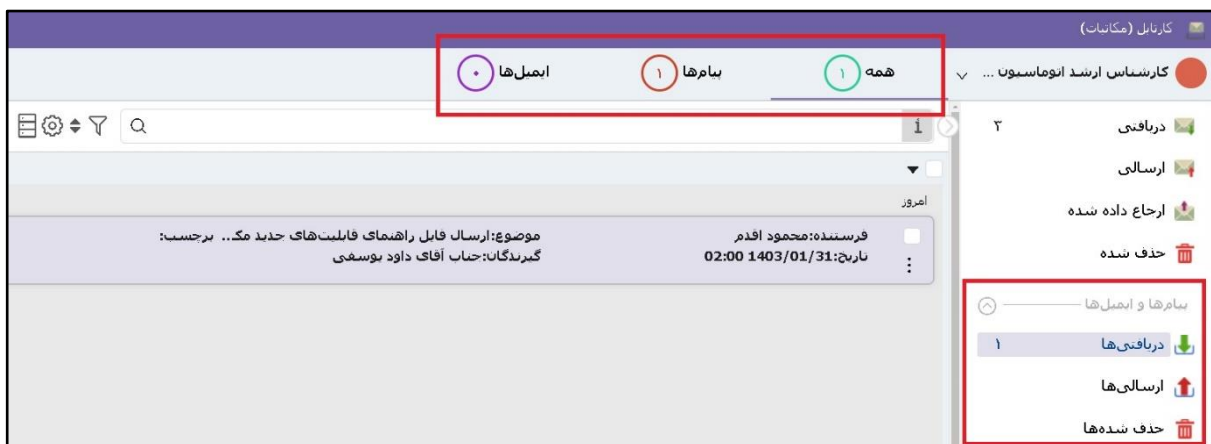 کارتابل (مکاتبات)
کارشناس ارشد اتوماسیون ...
همه ۱
پیام‌ها ۱
ایمیل‌ها ۰
دریافتی ۳
ارسالی
ارجاع داده شده
حذف شده
پیام‌ها و ایمیل‌ها
دریافتی‌ها ۱
ارسالی‌ها
حذف شده‌ها
i
امروز
فرستنده:محمود اقدم
موضوع:ارسال فایل راهنمای قابلیت‌های جدید مک... برچسب:
تاریخ:1403/01/31 02:00
گیرندگان:جناب آقای داود یوسفی